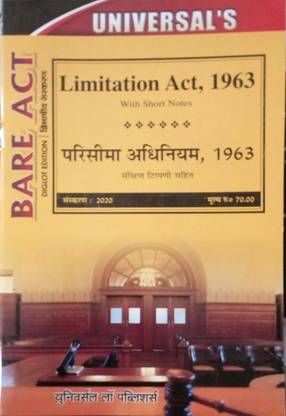 UNIVERSAL'S
BARE ACT
DIGLOT EDITION | द्विभाषीय संस्करण
Limitation Act, 1963
With Short Notes
परिसीमा अधिनियम, 1963
संक्षिप्त टिप्पणी सहित
संस्करण : 2020
मूल्य रु० 70.00
यूनिवर्सल लॉ पब्लिशर्स